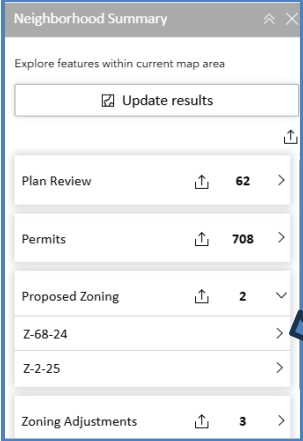 Neighborhood Summary
Explore features within current map area
Update results
Plan Review 62
Permits 708
Proposed Zoning 2
Z-68-24
Z-2-25
Zoning Adjustments 3